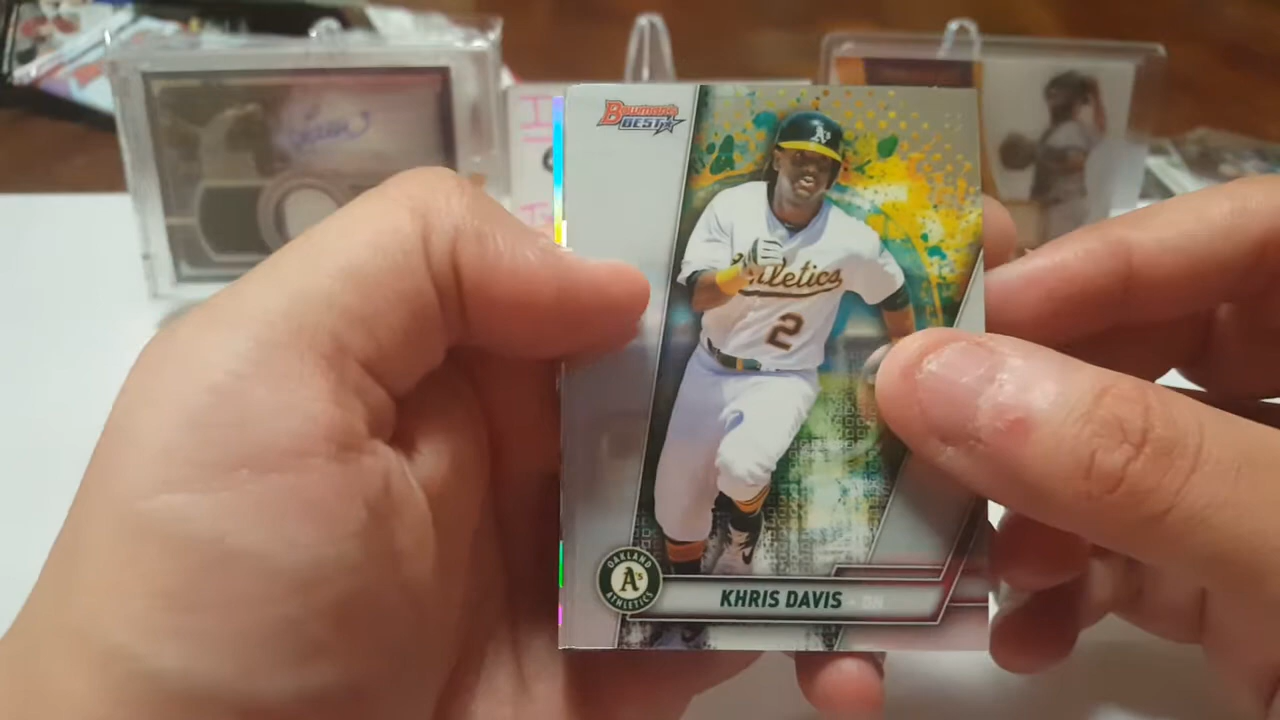 Bowman's
BEST
A's
Athletics
2
OAKLAND
A's
ATHLETICS
KHRIS DAVIS